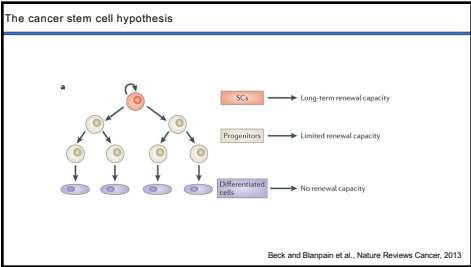 The cancer stem cell hypothesis
a
SCs
Long-term renewal capacity
Progenitors
Limited renewal capacity
Differentiated
cells
No renewal capacity
Beck and Blanpain et al., Nature Reviews Cancer, 2013